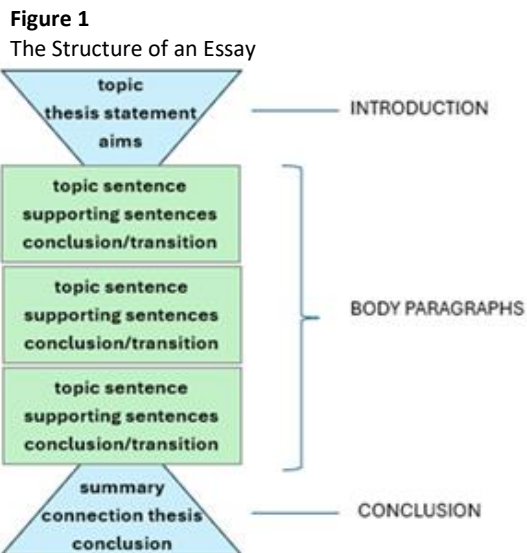 Figure 1
The Structure of an Essay
topic
thesis statement
aims
INTRODUCTION
topic sentence
supporting sentences
conclusion/transition
topic sentence
supporting sentences
conclusion/transition
BODY PARAGRAPHS
topic sentence
supporting sentences
conclusion/transition
summary
connection thesis
conclusion
CONCLUSION